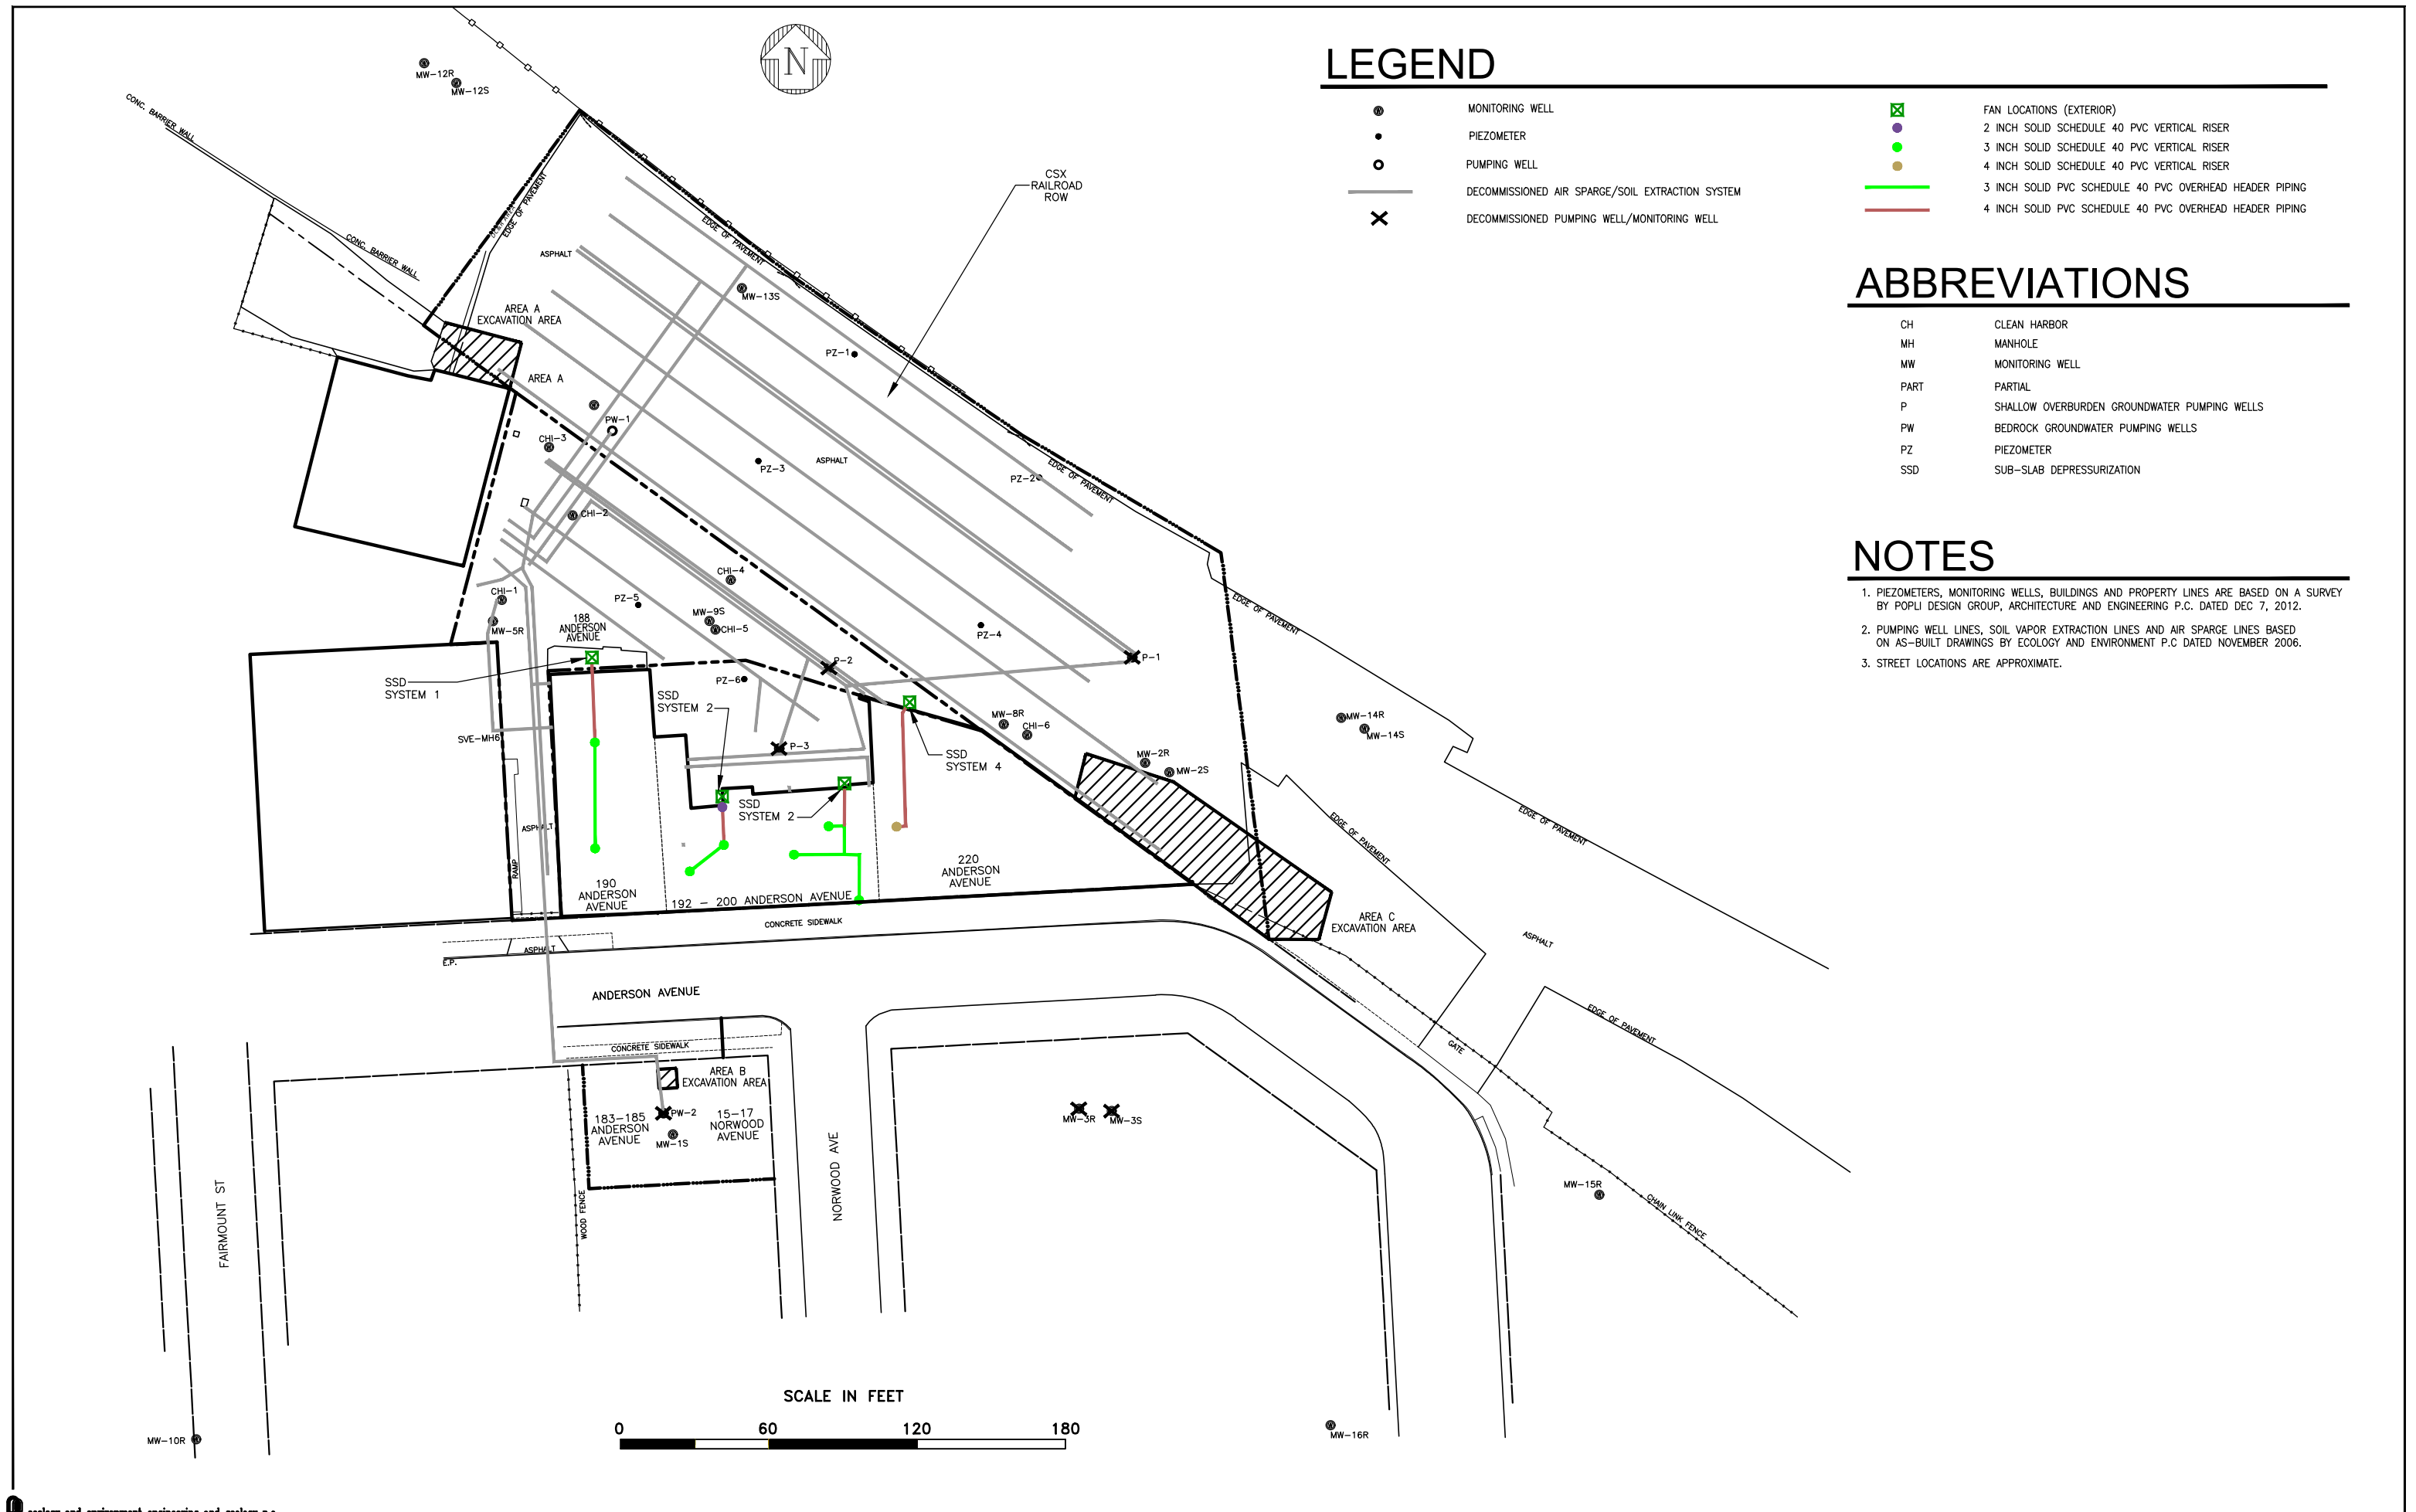 N
LEGEND
MONITORING WELL
PIEZOMETER
PUMPING WELL
DECOMMISSIONED AIR SPARGE/SOIL EXTRACTION SYSTEM
DECOMMISSIONED PUMPING WELL/MONITORING WELL
FAN LOCATIONS (EXTERIOR)
2 INCH SOLID SCHEDULE 40 PVC VERTICAL RISER
3 INCH SOLID SCHEDULE 40 PVC VERTICAL RISER
4 INCH SOLID SCHEDULE 40 PVC VERTICAL RISER
3 INCH SOLID PVC SCHEDULE 40 PVC OVERHEAD HEADER PIPING
4 INCH SOLID PVC SCHEDULE 40 PVC OVERHEAD HEADER PIPING
ABBREVIATIONS
CH CLEAN HARBOR
MH MANHOLE
MW MONITORING WELL
PART PARTIAL
P SHALLOW OVERBURDEN GROUNDWATER PUMPING WELLS
PW BEDROCK GROUNDWATER PUMPING WELLS
PZ PIEZOMETER
SSD SUB-SLAB DEPRESSURIZATION
NOTES
1. PIEZOMETERS, MONITORING WELLS, BUILDINGS AND PROPERTY LINES ARE BASED ON A SURVEY
BY POPLI DESIGN GROUP, ARCHITECTURE AND ENGINEERING P.C. DATED DEC 7, 2012.
2. PUMPING WELL LINES, SOIL VAPOR EXTRACTION LINES AND AIR SPARGE LINES BASED
ON AS-BUILT DRAWINGS BY ECOLOGY AND ENVIRONMENT P.C DATED NOVEMBER 2006.
3. STREET LOCATIONS ARE APPROXIMATE.
MW-12R
MW-12S
CONC. BARRIER WALL
CONC. BARRIER WALL
EDGE OF PAVEMENT
ASPHALT
EDGE OF PAVEMENT
CSX
RAILROAD
ROW
MW-13S
AREA A
EXCAVATION AREA
AREA A
PZ-1
PW-1
CHI-3
PZ-3
ASPHALT
PZ-2
EDGE OF PAVEMENT
CHI-2
CHI-4
CHI-1
PZ-5
MW-9S
CHI-5
MW-5R
188
ANDERSON
AVENUE
PZ-4
EDGE OF PAVEMENT
P-1
P-2
SSD
SYSTEM 1
PZ-6
SSD
SYSTEM 2
MW-8R
CHI-6
MW-14R
MW-14S
SVE-MH6
P-3
SSD
SYSTEM 4
MW-2R
MW-2S
SSD
SYSTEM 2
ASPHALT
RAMP
EDGE OF PAVEMENT
EDGE OF PAVEMENT
220
ANDERSON
AVENUE
190
ANDERSON
AVENUE
192 - 200 ANDERSON AVENUE
CONCRETE SIDEWALK
AREA C
EXCAVATION AREA
ASPHALT
ASPHALT
E.P.
ANDERSON AVENUE
EDGE OF PAVEMENT
CONCRETE SIDEWALK
GATE
AREA B
EXCAVATION AREA
183-185
ANDERSON
AVENUE
PW-2
MW-1S
15-17
NORWOOD
AVENUE
MW-3R
MW-3S
NORWOOD AVE
WOOD FENCE
FAIRMOUNT ST
MW-15R
CHAIN LINK FENCE
SCALE IN FEET
0 60 120 180
MW-10R
MW-16R